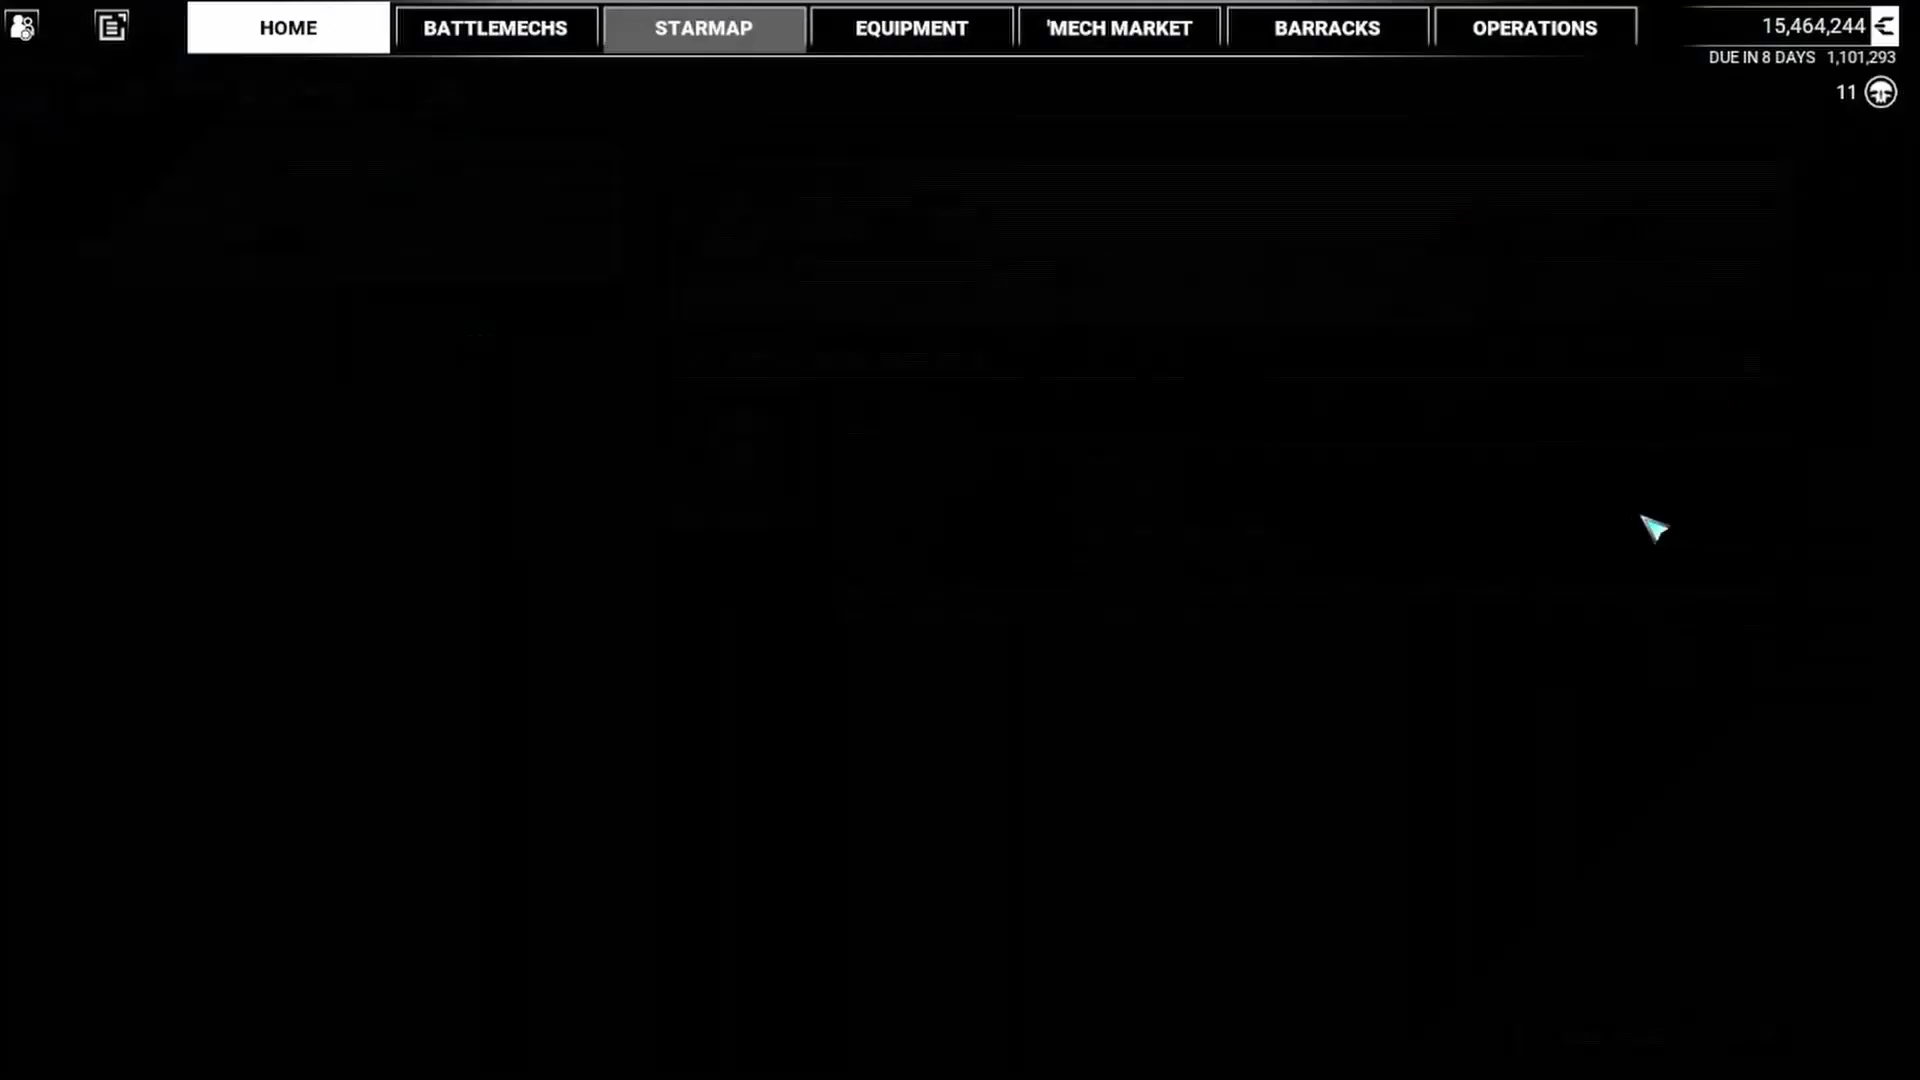 HOME
BATTLEMECHS
STARMAP
EQUIPMENT
'MECH MARKET
BARRACKS
OPERATIONS
15,464,244
DUE IN 8 DAYS 1,101,293
11